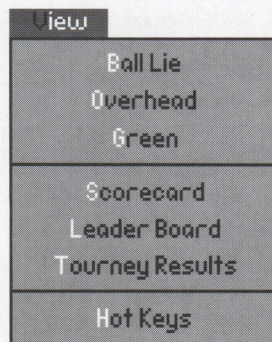 View
Ball Lie
Overhead
Green
Scorecard
Leader Board
Tourney Results
Hot Keys